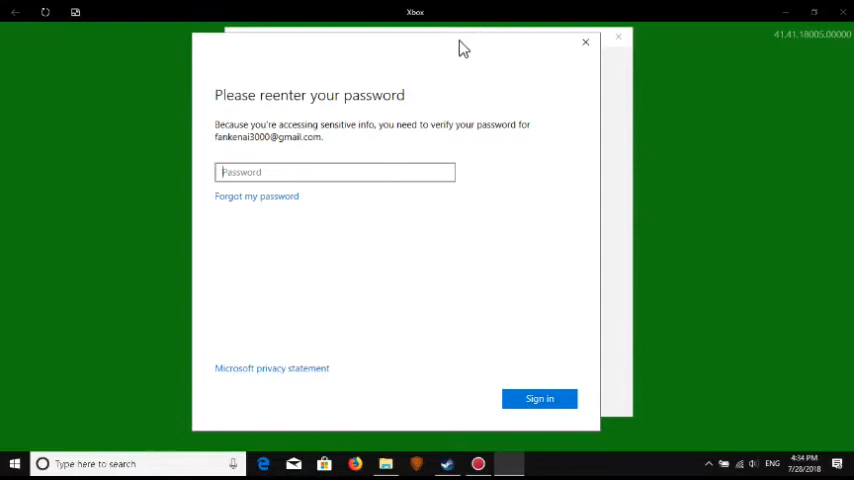 Xbox
41.41.18005.00000
Please reenter your password
Because you're accessing sensitive info, you need to verify your password for
fankenai3000@gmail.com.
Password
Forgot my password
Microsoft privacy statement
Sign in
Type here to search
ENG
4:34 PM
7/28/2018